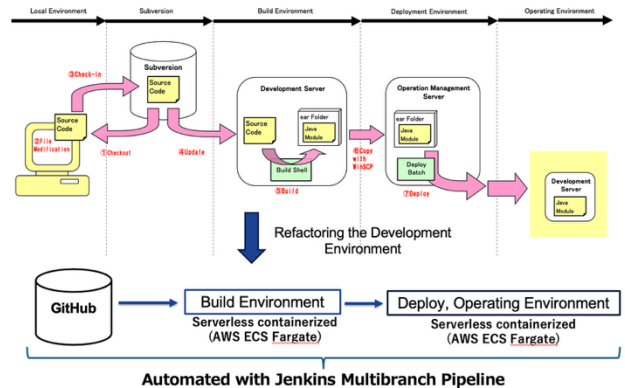 Local Environment
Subversion
Build Environment
Deployment Environment
Operating Environment
Subversion
③Check-in
Source
Code
Development Server
Operation Management
Server
Source
Code
②File
Modification
①Checkout
④Update
Source
Code
ear Folder
Java
Module
Build Shell
⑤Build
⑥Copy
with
WinSCP
ear Folder
Java
Module
Deploy
Batch
⑦Deploy
Development
Server
Java
Module
Refactoring the Development
Environment
GitHub
Build Environment
Serverless containerized
(AWS ECS Fargate)
Deploy, Operating Environment
Serverless containerized
(AWS ECS Fargate)
Automated with Jenkins Multibranch Pipeline